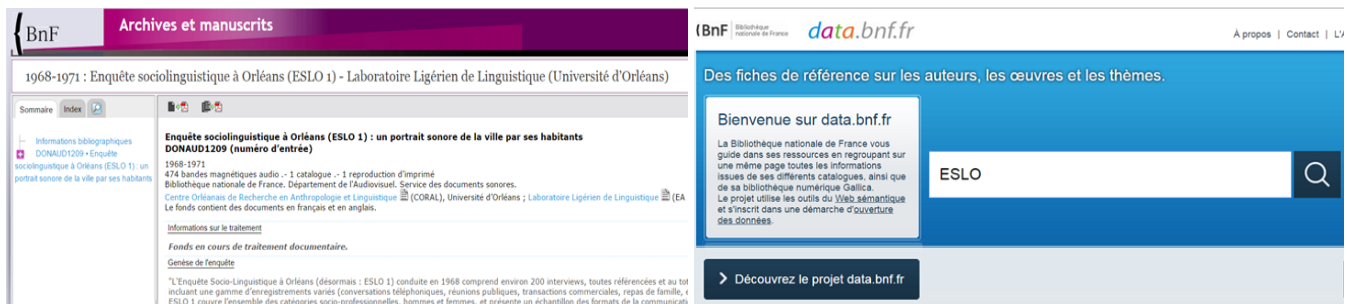 BnF
Archives et manuscrits
1968-1971 : Enquête sociolinguistique à Orléans (ESLO 1) - Laboratoire Ligérien de Linguistique (Université d'Orléans)
Sommaire Index
Informations bibliographiques
DONAUD1209 • Enquête
sociolinguistique à Orléans (ESLO 1) : un
portrait sonore de la ville par ses habitants
Enquête sociolinguistique à Orléans (ESLO 1) : un portrait sonore de la ville par ses habitants
DONAUD1209 (numéro d'entrée)
1968-1971
474 bandes magnétiques audio .- 1 catalogue .- 1 reproduction d'imprimé
Bibliothèque nationale de France. Département de l'Audiovisuel. Service des documents sonores.
Centre Orléanais de Recherche en Anthropologie et Linguistique (CORAL), Université d'Orléans ; Laboratoire Ligérien de Linguistique (EA
Le fonds contient des documents en français et en anglais.
Informations sur le traitement
Fonds en cours de traitement documentaire.
Genèse de l'enquête
"L'Enquête Socio-Linguistique à Orléans (désormais : ESLO 1) conduite en 1968 comprend environ 200 interviews, toutes référencées et au tot
incluant une gamme d'enregistrements variés (conversations téléphoniques, réunions publiques, transactions commerciales, repas de famille, e
ESLO 1 couvre l'ensemble des catégories socio-professionnelles, hommes et femmes, et présente un échantillon des formats de la communicati
BnF Bibliothèque nationale de France data.bnf.fr
A propos | Contact | L'A
Des fiches de référence sur les auteurs, les œuvres et les thèmes.
Bienvenue sur data.bnf.fr
La Bibliothèque nationale de France vous
guide dans ses ressources en regroupant sur
une même page toutes les informations
issues de ses différents catalogues, ainsi que
de sa bibliothèque numérique Gallica.
Le projet utilise les outils du Web sémantique
et s'inscrit dans une démarche d'ouverture
des données.
ESLO
Découvrez le projet data.bnf.fr